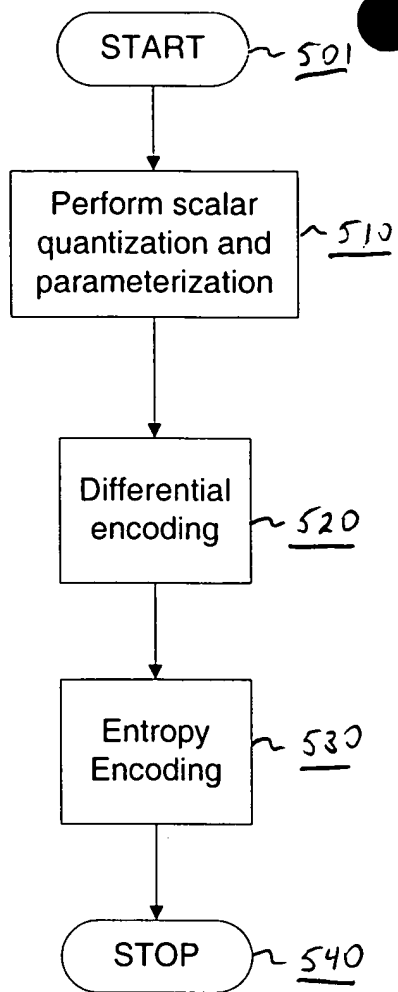 START 501
Perform scalar
quantization and 510
parameterization
Differential
encoding 520
Entropy
Encoding 530
STOP 540